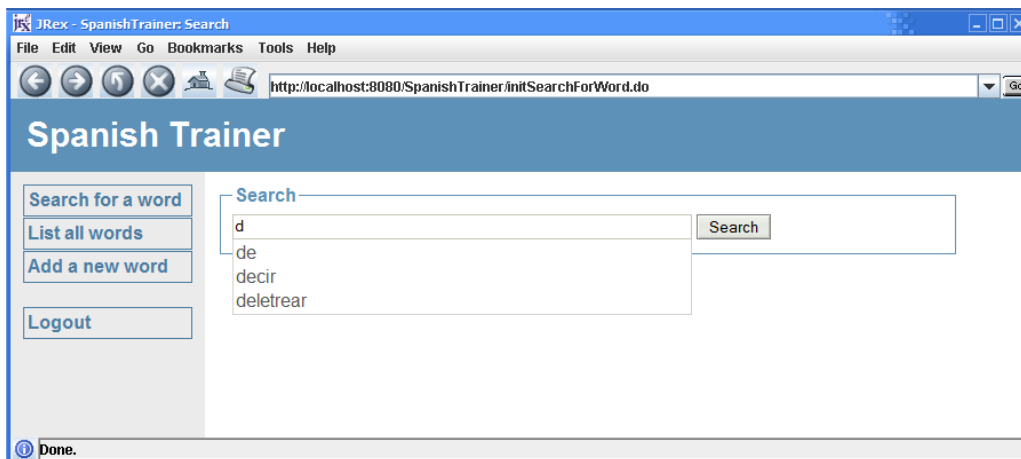 JRex - SpanishTrainer: Search
File Edit View Go Bookmarks Tools Help
http://localhost:8080/SpanishTrainer/initSearchForWord.do
Go
Spanish Trainer
Search for a word
List all words
Add a new word
Logout
Search
d
Search
de
decir
deletrear
Done.